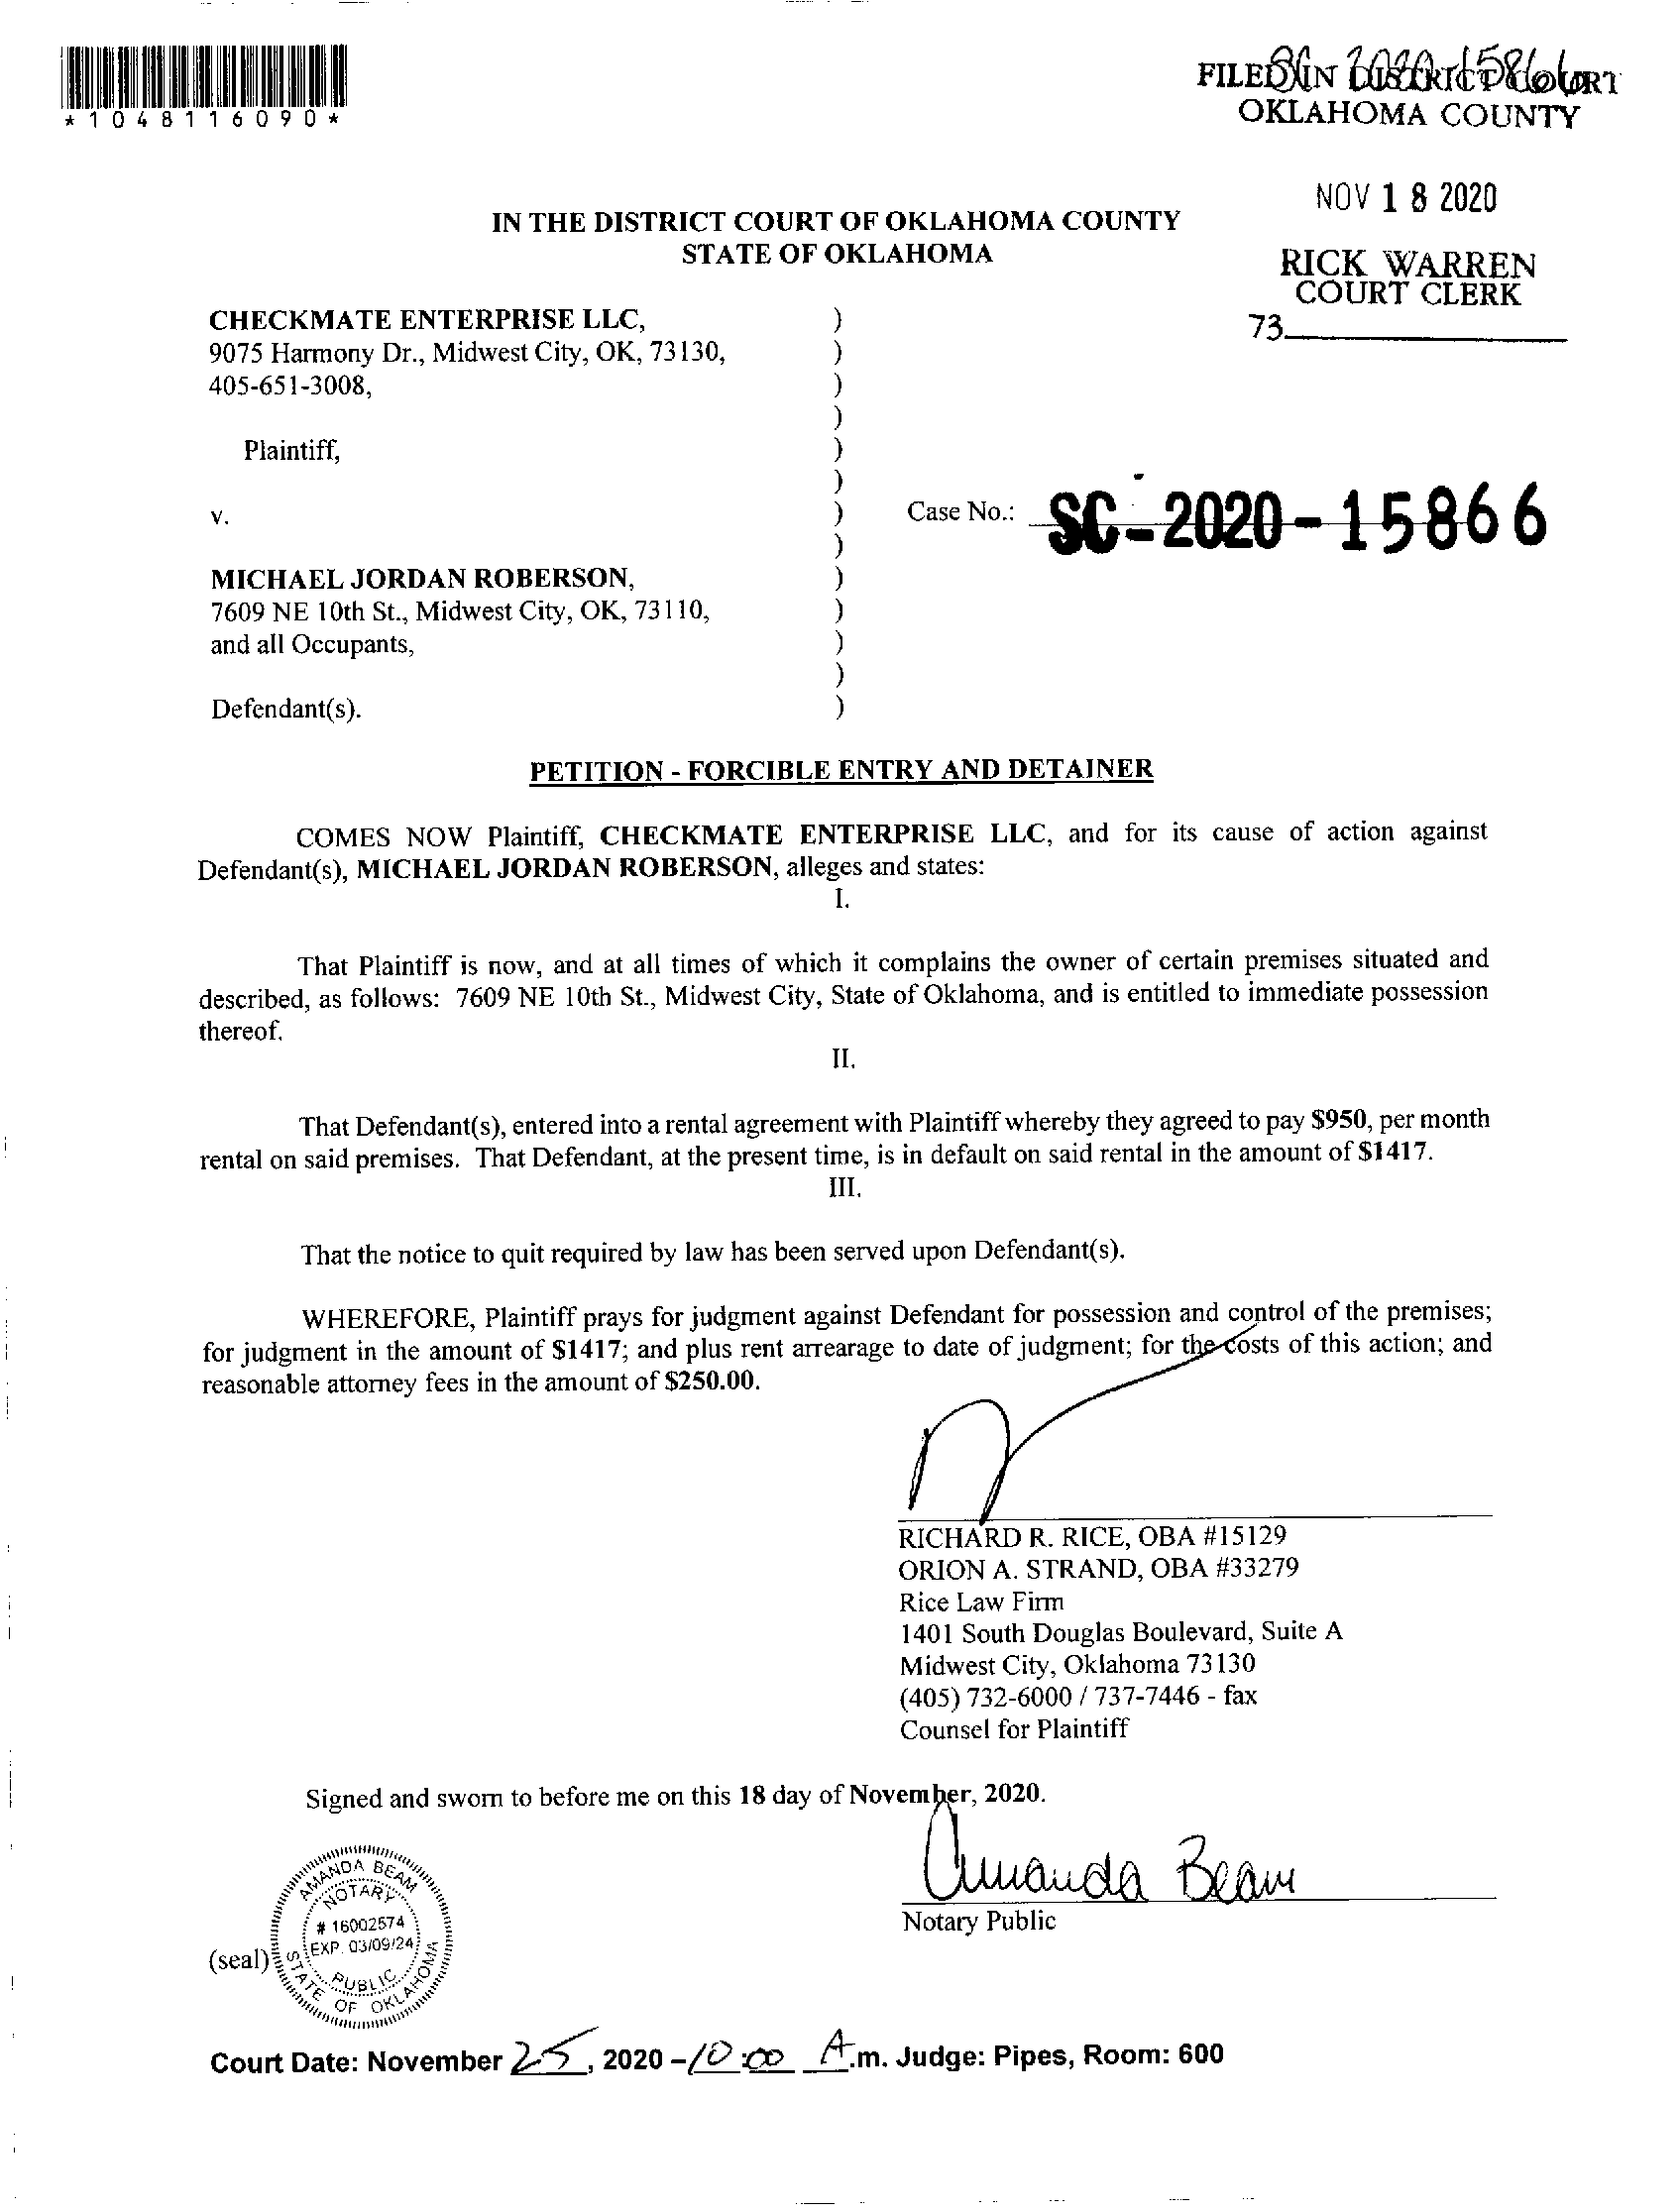 *1048116090*
FILED IN DISTRICT COURT
SC 2020 15866
OKLAHOMA COUNTY
NOV 18 2020
RICK WARREN
COURT CLERK
73
IN THE DISTRICT COURT OF OKLAHOMA COUNTY
STATE OF OKLAHOMA
CHECKMATE ENTERPRISE LLC, )
9075 Harmony Dr., Midwest City, OK, 73130, )
405-651-3008, )
)
Plaintiff, )
)
v. ) Case No.: SC-2020-15866
)
MICHAEL JORDAN ROBERSON, )
7609 NE 10th St., Midwest City, OK, 73110, )
and all Occupants, )
)
Defendant(s). )
PETITION - FORCIBLE ENTRY AND DETAINER
COMES NOW Plaintiff, CHECKMATE ENTERPRISE LLC, and for its cause of action against
Defendant(s), MICHAEL JORDAN ROBERSON, alleges and states:
I.
That Plaintiff is now, and at all times of which it complains the owner of certain premises situated and
described, as follows: 7609 NE 10th St., Midwest City, State of Oklahoma, and is entitled to immediate possession
thereof.
II.
That Defendant(s), entered into a rental agreement with Plaintiff whereby they agreed to pay $950, per month
rental on said premises. That Defendant, at the present time, is in default on said rental in the amount of $1417.
III.
That the notice to quit required by law has been served upon Defendant(s).
WHEREFORE, Plaintiff prays for judgment against Defendant for possession and control of the premises;
for judgment in the amount of $1417; and plus rent arrearage to date of judgment; for the costs of this action; and
reasonable attorney fees in the amount of $250.00.
RICHARD R. RICE, OBA #15129
ORION A. STRAND, OBA #33279
Rice Law Firm
1401 South Douglas Boulevard, Suite A
Midwest City, Oklahoma 73130
(405) 732-6000 / 737-7446 - fax
Counsel for Plaintiff
Signed and sworn to before me on this 18 day of November, 2020.
Amanda Beam
Notary Public
(seal)
AMANDA BEAM
NOTARY
# 16002574
EXP. 03/09/24
PUBLIC
STATE OF OKLAHOMA
Court Date: November 25, 2020 - 10:00 A.m. Judge: Pipes, Room: 600